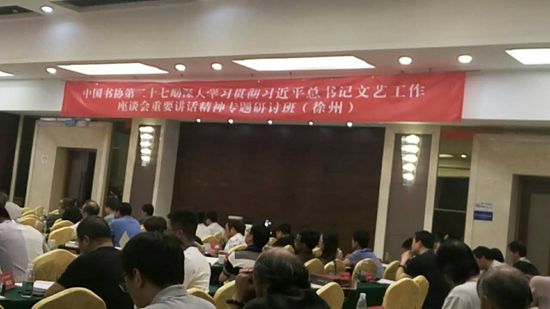 中国书协第二十七期深入学习贯彻习近平总书记文艺工作
座谈会重要讲话精神专题研讨班（徐州）